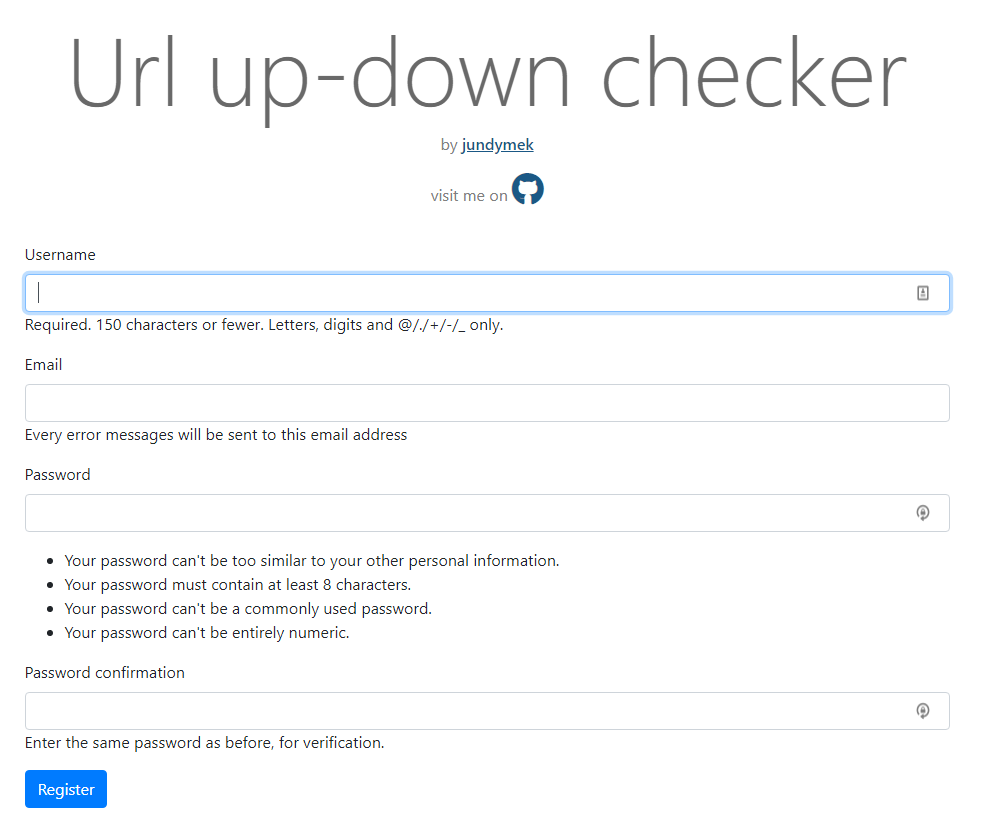 Url up-down checker
by jundymek
visit me on
Username
Required. 150 characters or fewer. Letters, digits and @/./+/-/_ only.
Email
Every error messages will be sent to this email address
Password
Your password can't be too similar to your other personal information.
Your password must contain at least 8 characters.
Your password can't be a commonly used password.
Your password can't be entirely numeric.
Password confirmation
Enter the same password as before, for verification.
Register